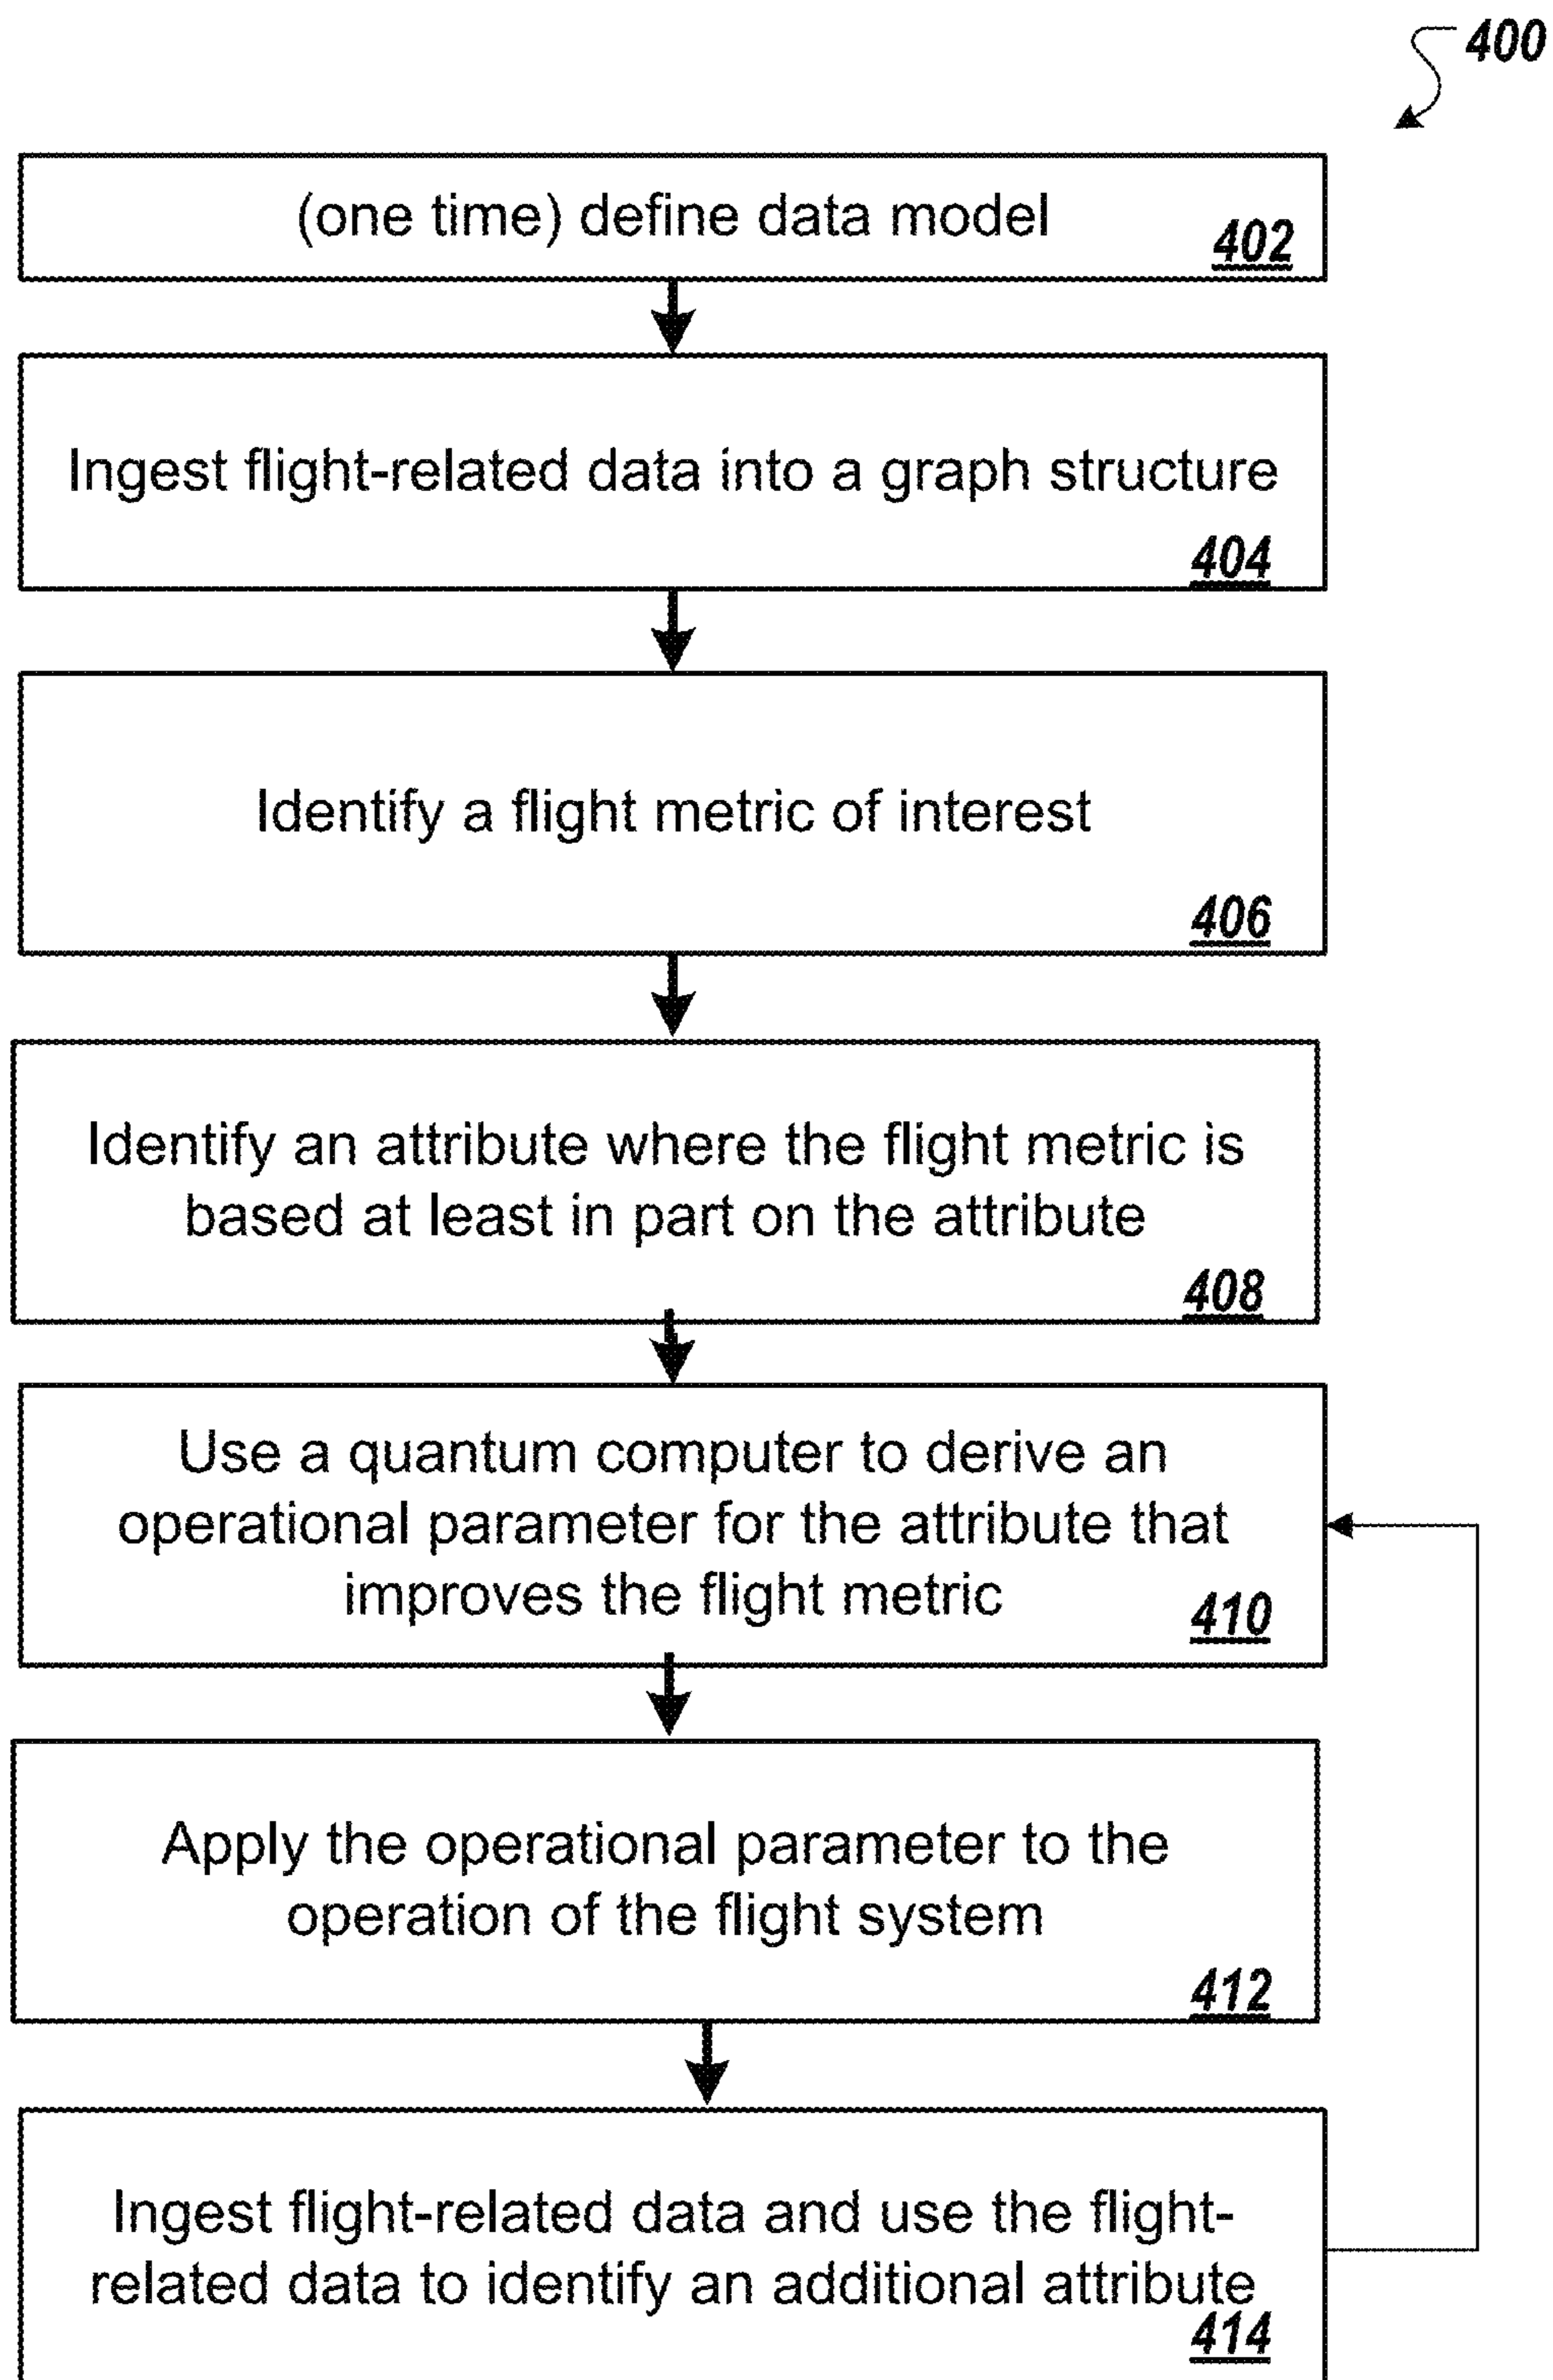 400
(one time) define data model
402
Ingest flight-related data into a graph structure
404
Identify a flight metric of interest
406
Identify an attribute where the flight metric is
based at least in part on the attribute
408
Use a quantum computer to derive an
operational parameter for the attribute that
improves the flight metric
410
Apply the operational parameter to the
operation of the flight system
412
Ingest flight-related data and use the flight-
related data to identify an additional attribute
414